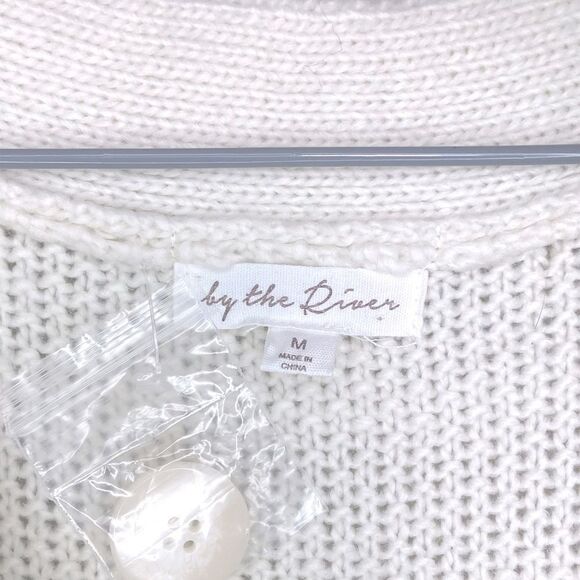 by the River
M
MADE IN
CHINA